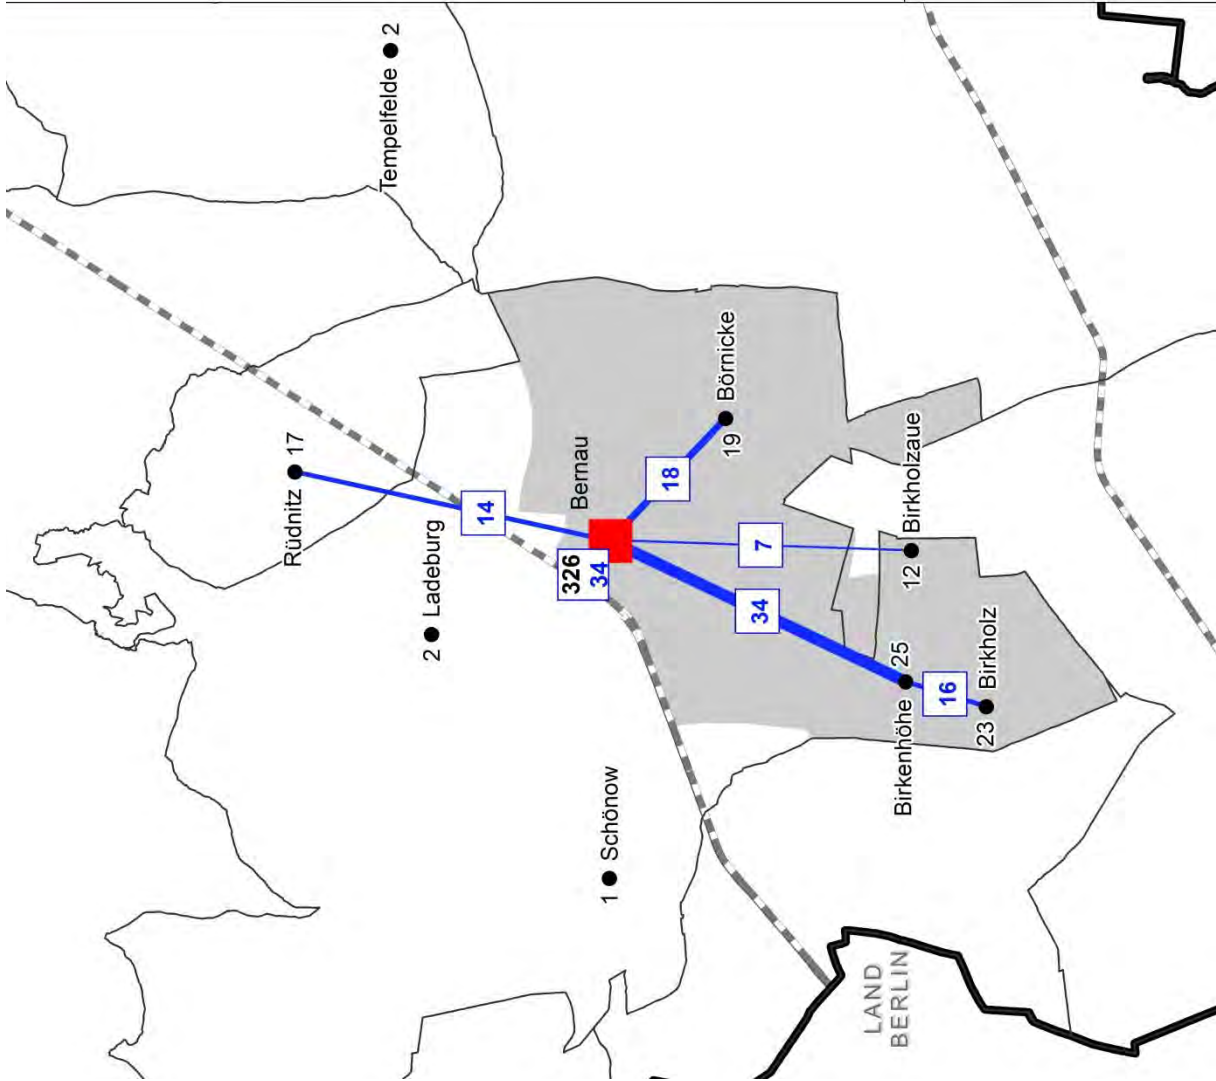 Tempelfelde 2
Rüdnitz 17
14
2 Ladeburg
Bernau
326
34
18
19 Börnicke
7
34
1 Schönow
12 Birkholzaue
Birkenhöhe 25
16
23 Birkholz
LAND
BERLIN